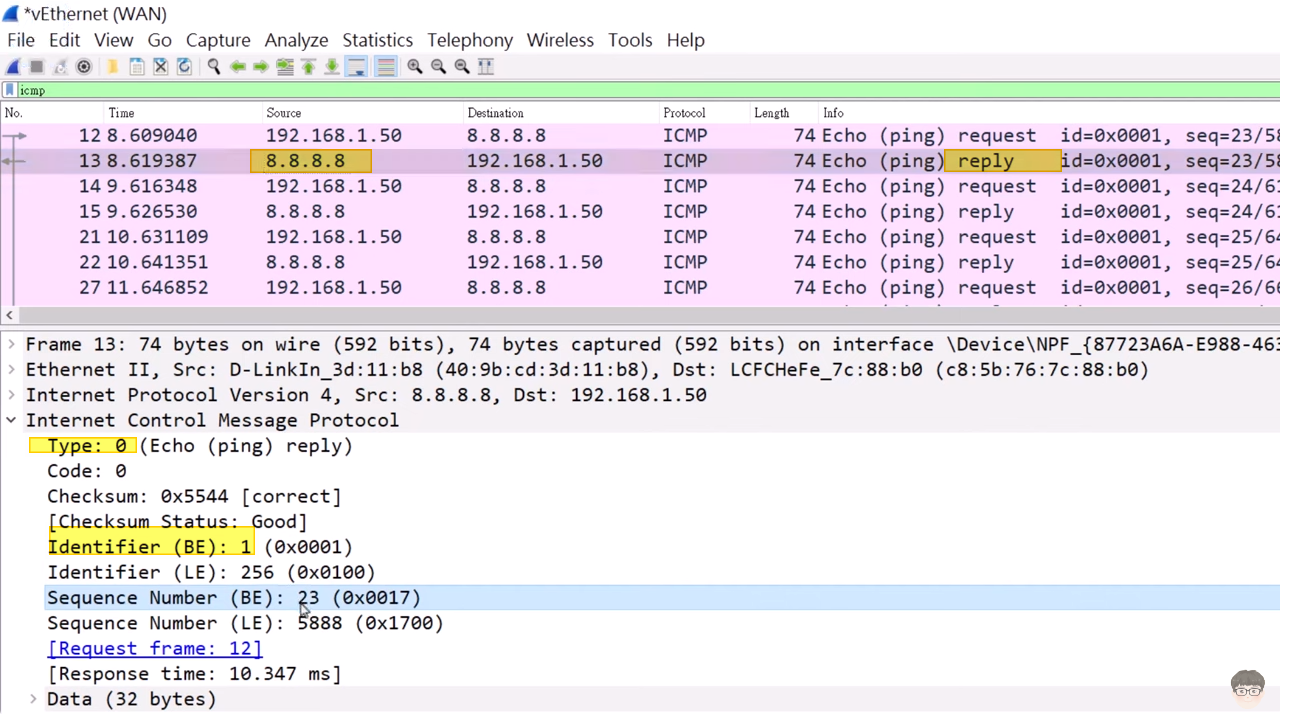 *vEthernet (WAN)
File Edit View Go Capture Analyze Statistics Telephony Wireless Tools Help
icmp
No. Time Source Destination Protocol Length Info
12 8.609040 192.168.1.50 8.8.8.8 ICMP 74 Echo (ping) request id=0x0001, seq=23/58
13 8.619387 8.8.8.8 192.168.1.50 ICMP 74 Echo (ping) reply id=0x0001, seq=23/58
14 9.616348 192.168.1.50 8.8.8.8 ICMP 74 Echo (ping) request id=0x0001, seq=24/61
15 9.626530 8.8.8.8 192.168.1.50 ICMP 74 Echo (ping) reply id=0x0001, seq=24/61
21 10.631109 192.168.1.50 8.8.8.8 ICMP 74 Echo (ping) request id=0x0001, seq=25/64
22 10.641351 8.8.8.8 192.168.1.50 ICMP 74 Echo (ping) reply id=0x0001, seq=25/64
27 11.646852 192.168.1.50 8.8.8.8 ICMP 74 Echo (ping) request id=0x0001, seq=26/66
Frame 13: 74 bytes on wire (592 bits), 74 bytes captured (592 bits) on interface \Device\NPF_{87723A6A-E988-463
Ethernet II, Src: D-LinkIn_3d:11:b8 (40:9b:cd:3d:11:b8), Dst: LCFCHeFe_7c:88:b0 (c8:5b:76:7c:88:b0)
Internet Protocol Version 4, Src: 8.8.8.8, Dst: 192.168.1.50
Internet Control Message Protocol
Type: 0 (Echo (ping) reply)
Code: 0
Checksum: 0x5544 [correct]
[Checksum Status: Good]
Identifier (BE): 1 (0x0001)
Identifier (LE): 256 (0x0100)
Sequence Number (BE): 23 (0x0017)
Sequence Number (LE): 5888 (0x1700)
[Request frame: 12]
[Response time: 10.347 ms]
Data (32 bytes)